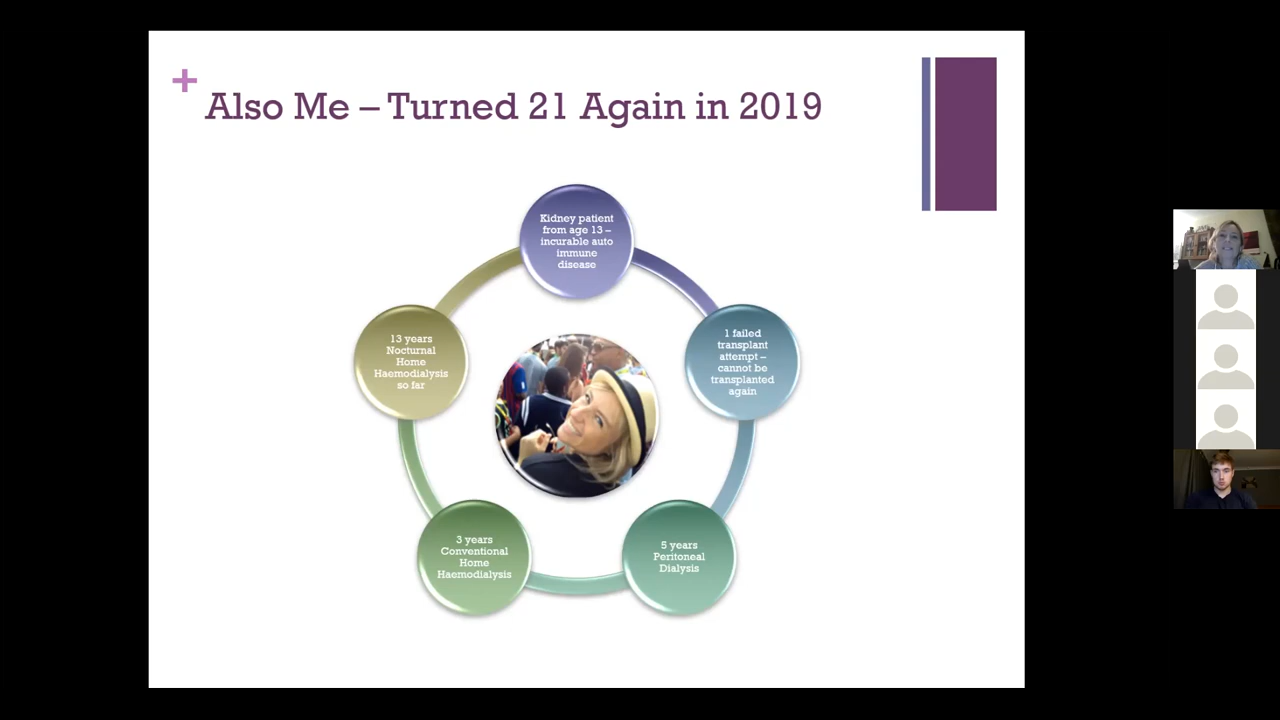 +
Also Me – Turned 21 Again in 2019
Kidney patient
from age 13 –
incurable auto
immune
disease
1 failed
transplant
attempt –
cannot be
transplanted
again
5 years
Peritoneal
Dialysis
3 years
Conventional
Home
Haemodialysis
13 years
Nocturnal
Home
Haemodialysis
so far